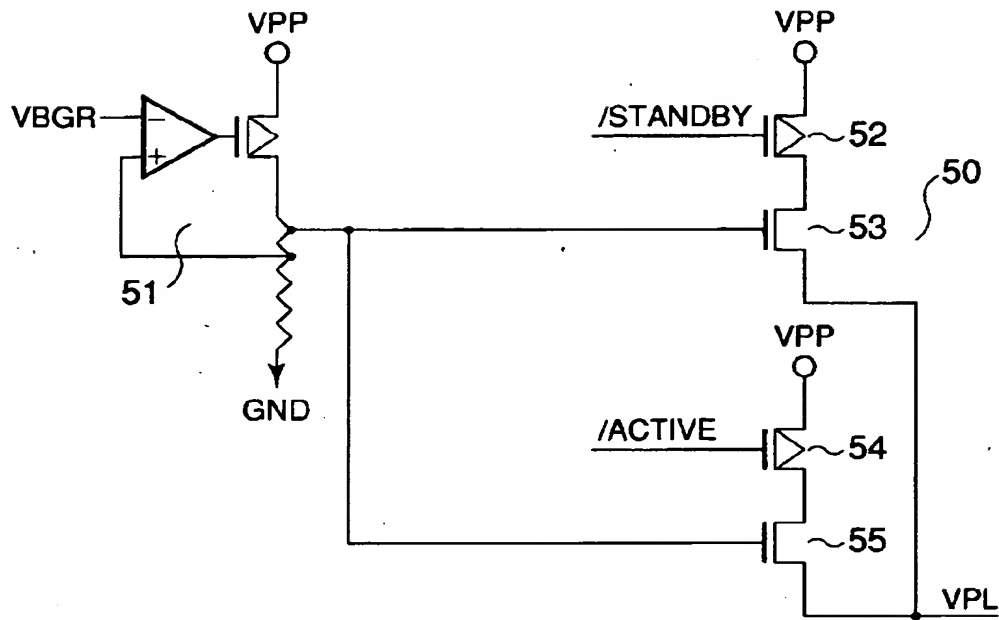 VPP
VPP
VBGR
−
+
/STANDBY
52
50
53
51
VPP
GND
/ACTIVE
54
55
VPL